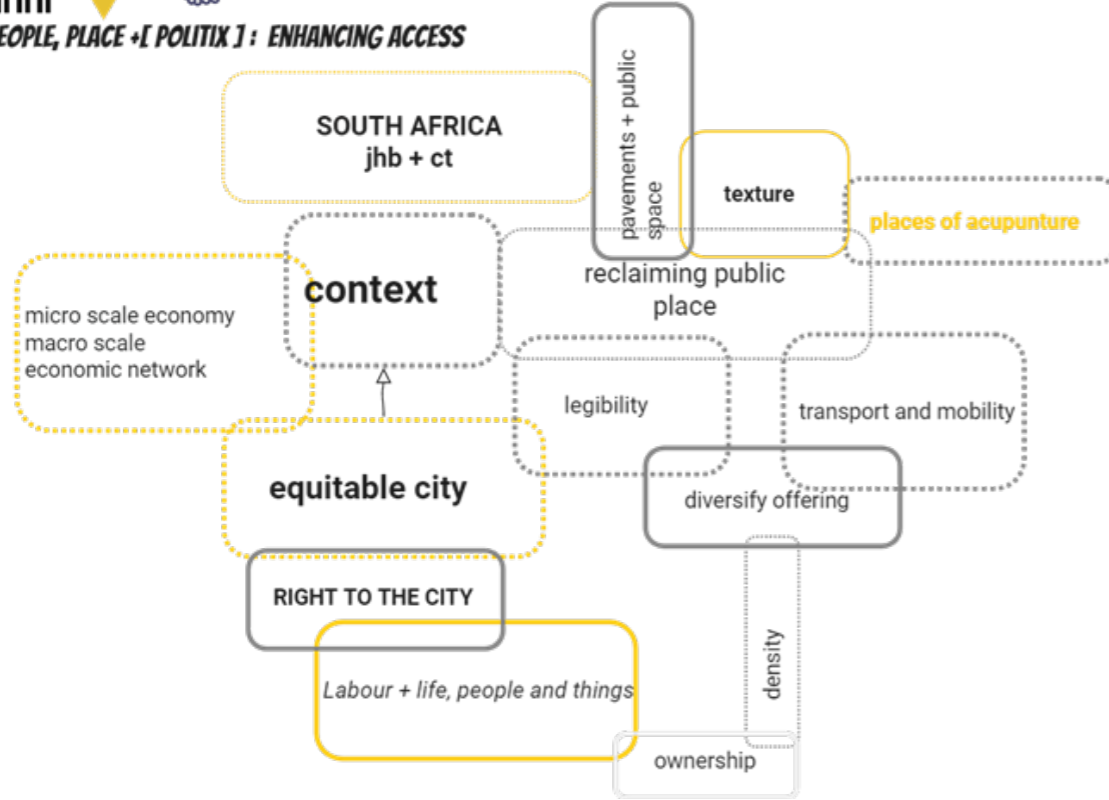 EOPLE, PLACE +[ POLITIX ] : ENHANCING ACCESS
SOUTH AFRICA
jhb + ct
pavements + public
space
texture
places of acupunture
context
reclaiming public
place
micro scale economy
macro scale
economic network
legibility
transport and mobility
equitable city
diversify offering
RIGHT TO THE CITY
density
Labour + life, people and things
ownership